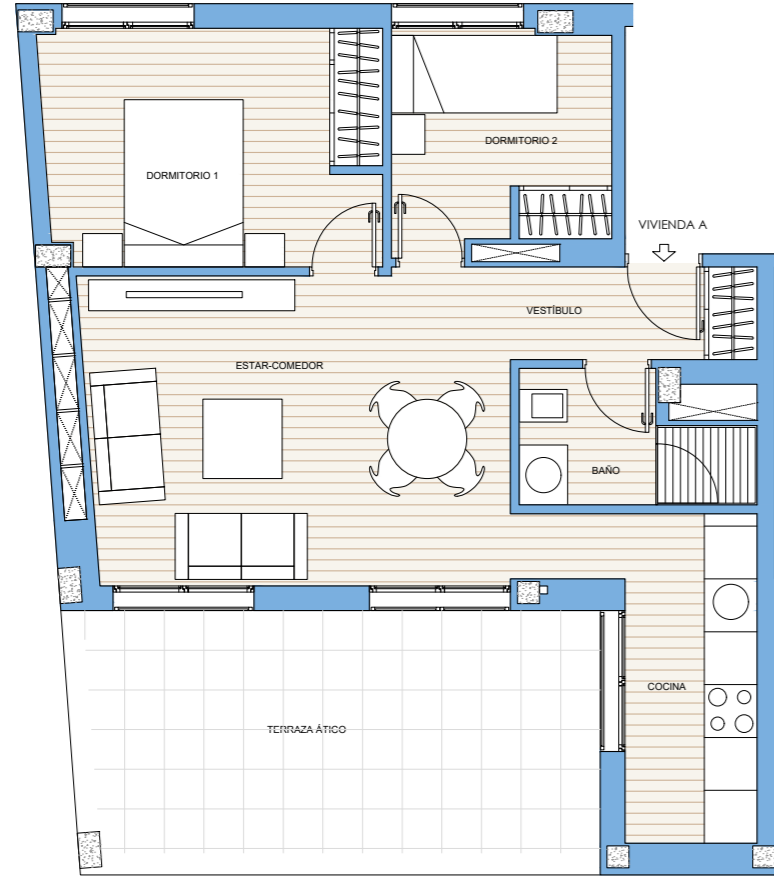 DORMITORIO 2
DORMITORIO 1
VIVIENDA A
VESTÍBULO
ESTAR-COMEDOR
BAÑO
COCINA
TERRAZA ÁTICO